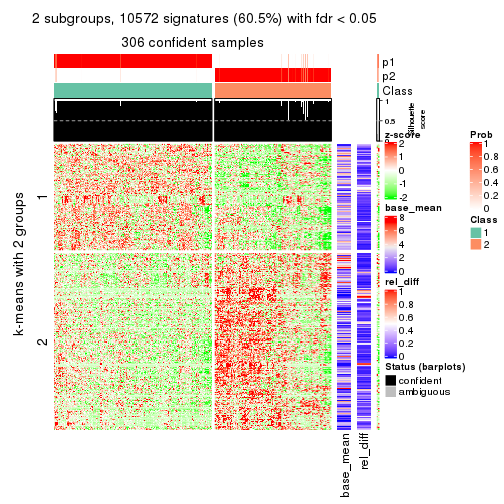 2 subgroups, 10572 signatures (60.5%) with fdr < 0.05
306 confident samples
p1
p2
Class
1
0.5
0
Silhouette
score
k-means with 2 groups
1
2
base_mean
rel_diff
z-score
2
1
0
-1
-2
base_mean
8
6
4
2
0
rel_diff
1
0.8
0.6
0.4
0.2
0
Status (barplots)
confident
ambiguous
Prob
1
0.8
0.6
0.4
0.2
0
Class
1
2